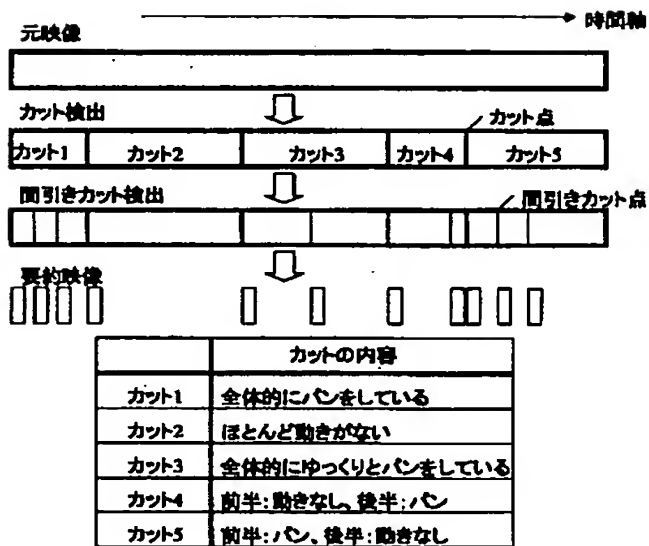 時間軸
元映像
カット検出
カット点
カット1 カット2 カット3 カット4 カット5
間引きカット検出
間引きカット点
要約映像
カットの内容
カット1 全体的にパンをしている
カット2 ほとんど動きがない
カット3 全体的にゆっくりとパンをしている
カット4 前半:動きなし、後半:パン
カット5 前半:パン、後半:動きなし